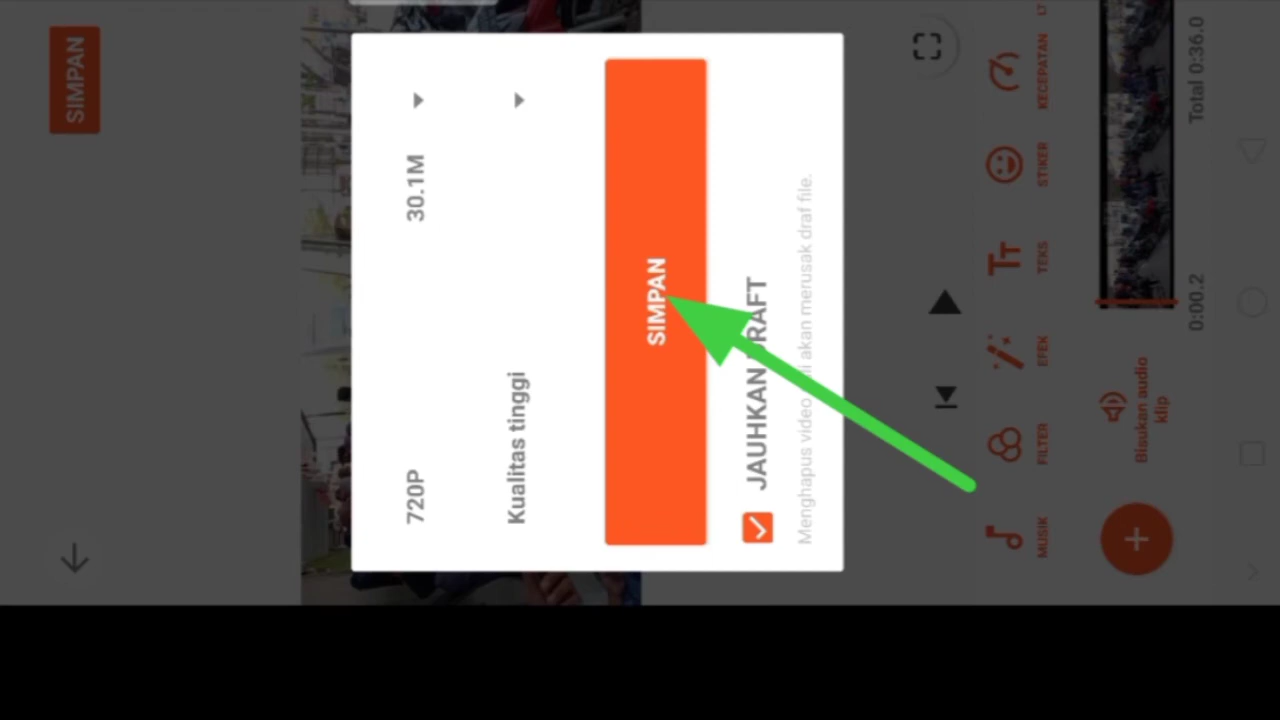 SIMPAN
720P 30.1M
Kualitas tinggi
SIMPAN
JAUHKAN DRAFT
Menghapus video ini akan merusak draf file.
MUSIK FILTER EFEK TEKS STIKER KECEPATAN
Bisukan audio
klip
0:00.2 Total 0:36.0